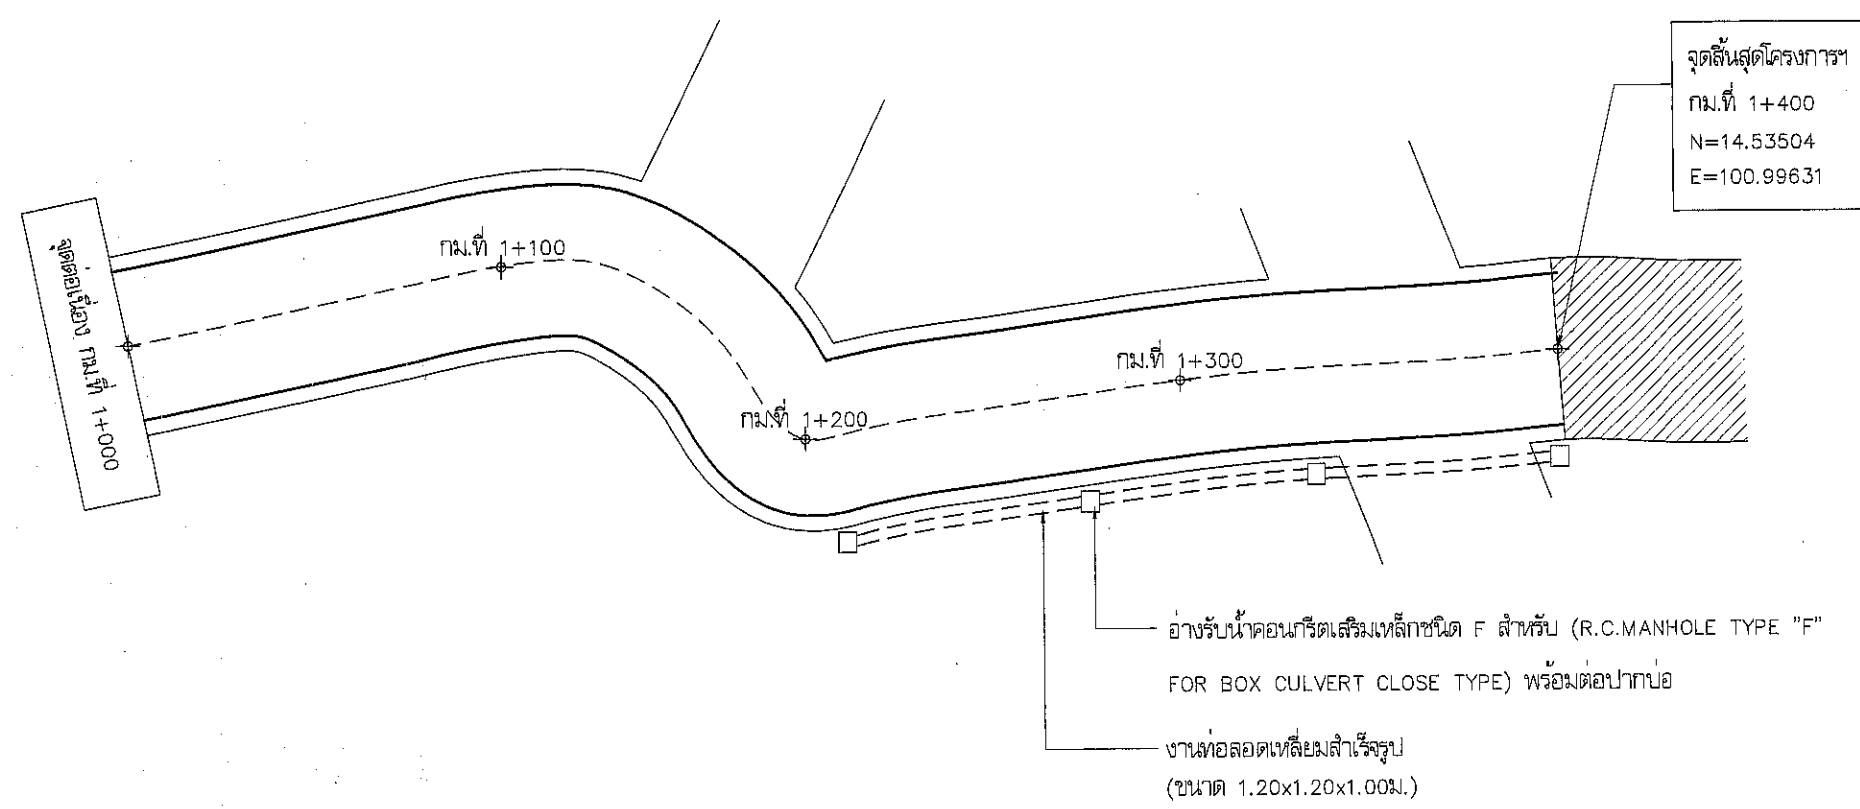 จุดสิ้นสุดโครงการฯ
กม.ที่ 1+400
N=14.53504
E=100.99631
จุดต่อเนื่อง กม.ที่ 1+000
กม.ที่ 1+100
กม.ที่ 1+200
กม.ที่ 1+300
อ่างรับน้ำคอนกรีตเสริมเหล็กชนิด F สำหรับ (R.C.MANHOLE TYPE "F"
FOR BOX CULVERT CLOSE TYPE) พร้อมต่อปากบ่อ
งานท่อลอดเหลี่ยมสำเร็จรูป
(ขนาด 1.20x1.20x1.00ม.)